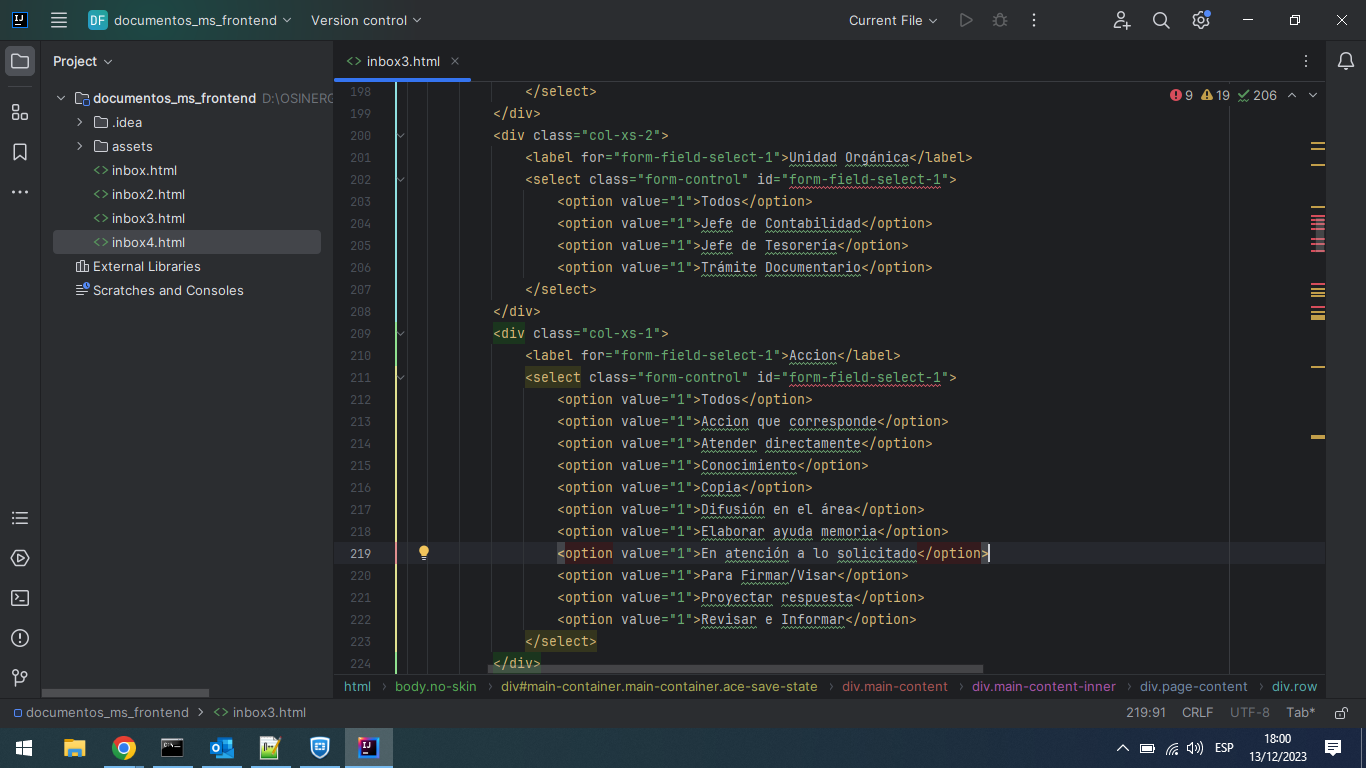 DF documentos_ms_frontend Version control Current File
Project
inbox3.html
documentos_ms_frontend D:\OSINERG
.idea
assets
inbox.html
inbox2.html
inbox3.html
inbox4.html
External Libraries
Scratches and Consoles
9 19 206
198 </select>
199 </div>
200 <div class="col-xs-2">
201 <label for="form-field-select-1">Unidad Orgánica</label>
202 <select class="form-control" id="form-field-select-1">
203 <option value="1">Todos</option>
204 <option value="1">Jefe de Contabilidad</option>
205 <option value="1">Jefe de Tesorería</option>
206 <option value="1">Trámite Documentario</option>
207 </select>
208 </div>
209 <div class="col-xs-1">
210 <label for="form-field-select-1">Accion</label>
211 <select class="form-control" id="form-field-select-1">
212 <option value="1">Todos</option>
213 <option value="1">Accion que corresponde</option>
214 <option value="1">Atender directamente</option>
215 <option value="1">Conocimiento</option>
216 <option value="1">Copia</option>
217 <option value="1">Difusión en el área</option>
218 <option value="1">Elaborar ayuda memoria</option>
219 <option value="1">En atención a lo solicitado</option>
220 <option value="1">Para Firmar/Visar</option>
221 <option value="1">Proyectar respuesta</option>
222 <option value="1">Revisar e Informar</option>
223 </select>
224 </div>
html body.no-skin div#main-container.main-container.ace-save-state div.main-content div.main-content-inner div.page-content div.row
documentos_ms_frontend inbox3.html 219:91 CRLF UTF-8 Tab*
ESP
18:00
13/12/2023